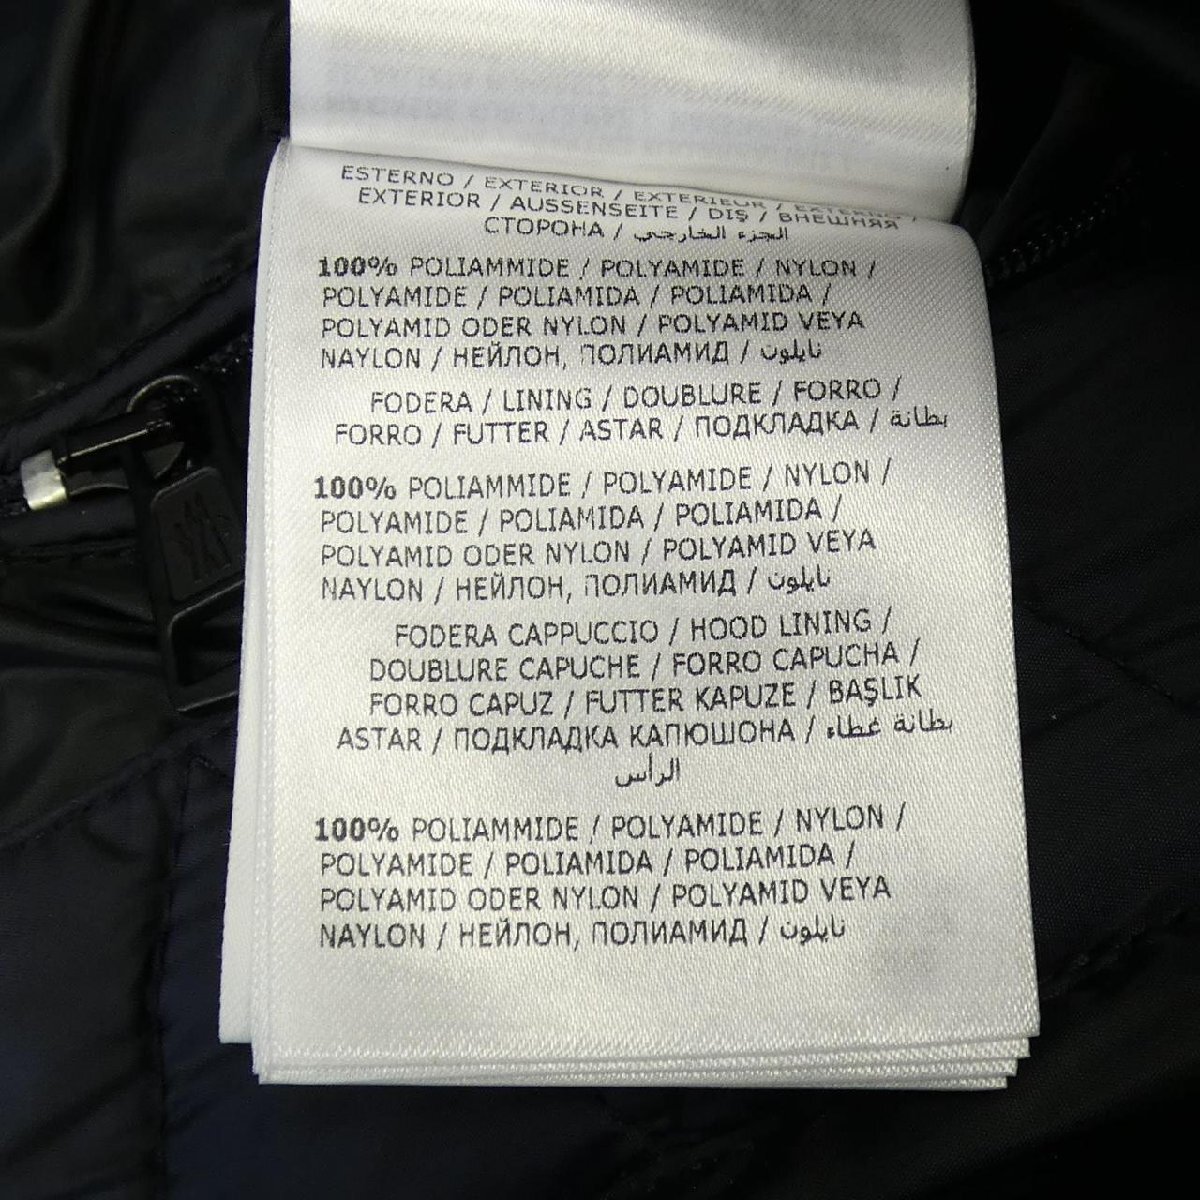 ESTERNO / EXTERIOR / EXTERIEUR / EXTERNO /
EXTERIOR / AUSSENSEITE / DIŞ / ВНЕШНЯЯ
СТОРОНА / الجزء الخارجي
100% POLIAMMIDE / POLYAMIDE / NYLON /
POLYAMIDE / POLIAMIDA / POLIAMIDA /
POLYAMID ODER NYLON / POLYAMID VEYA
NAYLON / НЕЙЛОН, ПОЛИАМИД / نايلون
FODERA / LINING / DOUBLURE / FORRO /
FORRO / FUTTER / ASTAR / ПОДКЛАДКА / بطانة
100% POLIAMMIDE / POLYAMIDE / NYLON /
POLYAMIDE / POLIAMIDA / POLIAMIDA /
POLYAMID ODER NYLON / POLYAMID VEYA
NAYLON / НЕЙЛОН, ПОЛИАМИД / نايلون
FODERA CAPPUCCIO / HOOD LINING /
DOUBLURE CAPUCHE / FORRO CAPUCHA /
FORRO CAPUZ / FUTTER KAPUZE / BAŞLIK
ASTAR / ПОДКЛАДКА КАПЮШОНА / بطانة غطاء
الرأس
100% POLIAMMIDE / POLYAMIDE / NYLON /
POLYAMIDE / POLIAMIDA / POLIAMIDA /
POLYAMID ODER NYLON / POLYAMID VEYA
NAYLON / НЕЙЛОН, ПОЛИАМИД / نايلون